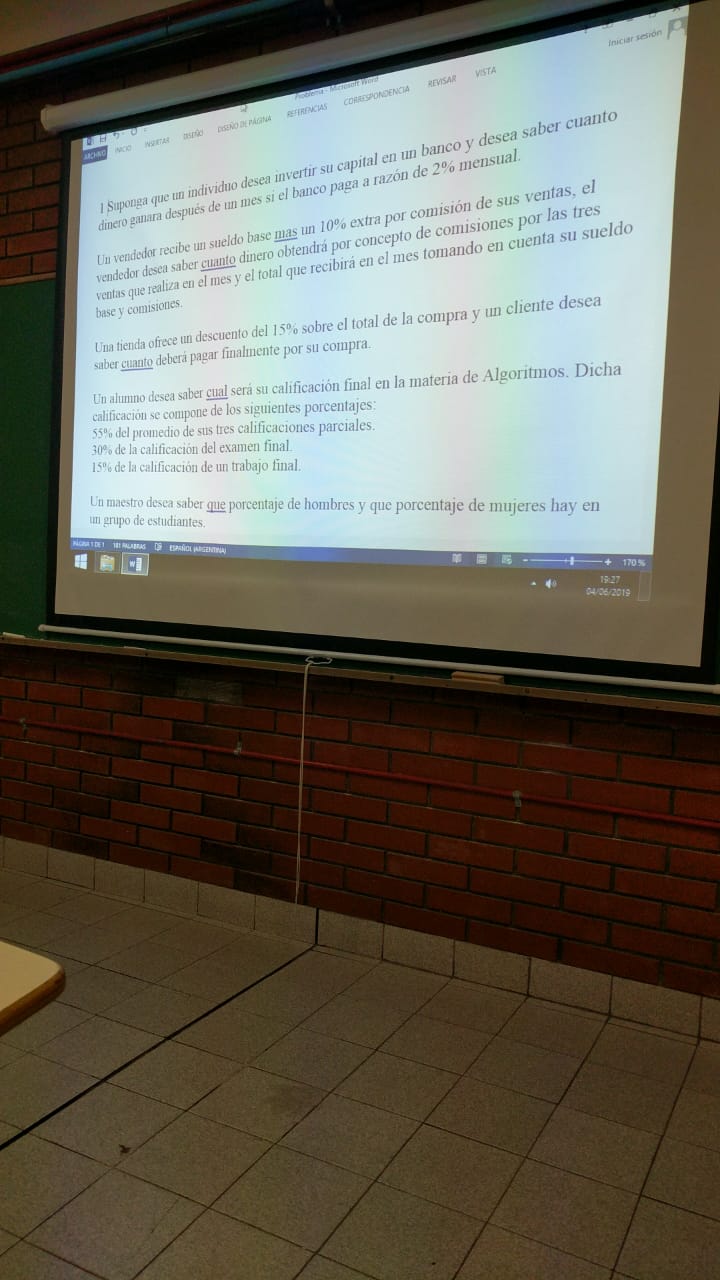 Problema - Microsoft Word
Iniciar sesión
ARCHIVO INICIO INSERTAR DISEÑO DISEÑO DE PÁGINA REFERENCIAS CORRESPONDENCIA REVISAR VISTA
1 Suponga que un individuo desea invertir su capital en un banco y desea saber cuanto
dinero ganara después de un mes si el banco paga a razón de 2% mensual.
Un vendedor recibe un sueldo base mas un 10% extra por comisión de sus ventas, el
vendedor desea saber cuanto dinero obtendrá por concepto de comisiones por las tres
ventas que realiza en el mes y el total que recibirá en el mes tomando en cuenta su sueldo
base y comisiones.
Una tienda ofrece un descuento del 15% sobre el total de la compra y un cliente desea
saber cuanto deberá pagar finalmente por su compra.
Un alumno desea saber cual será su calificación final en la materia de Algoritmos. Dicha
calificación se compone de los siguientes porcentajes:
55% del promedio de sus tres calificaciones parciales.
30% de la calificación del examen final.
15% de la calificación de un trabajo final.
Un maestro desea saber que porcentaje de hombres y que porcentaje de mujeres hay en
un grupo de estudiantes.
PÁGINA 1 DE 1 181 PALABRAS ESPAÑOL (ARGENTINA) 170 %
19:27
04/06/2019